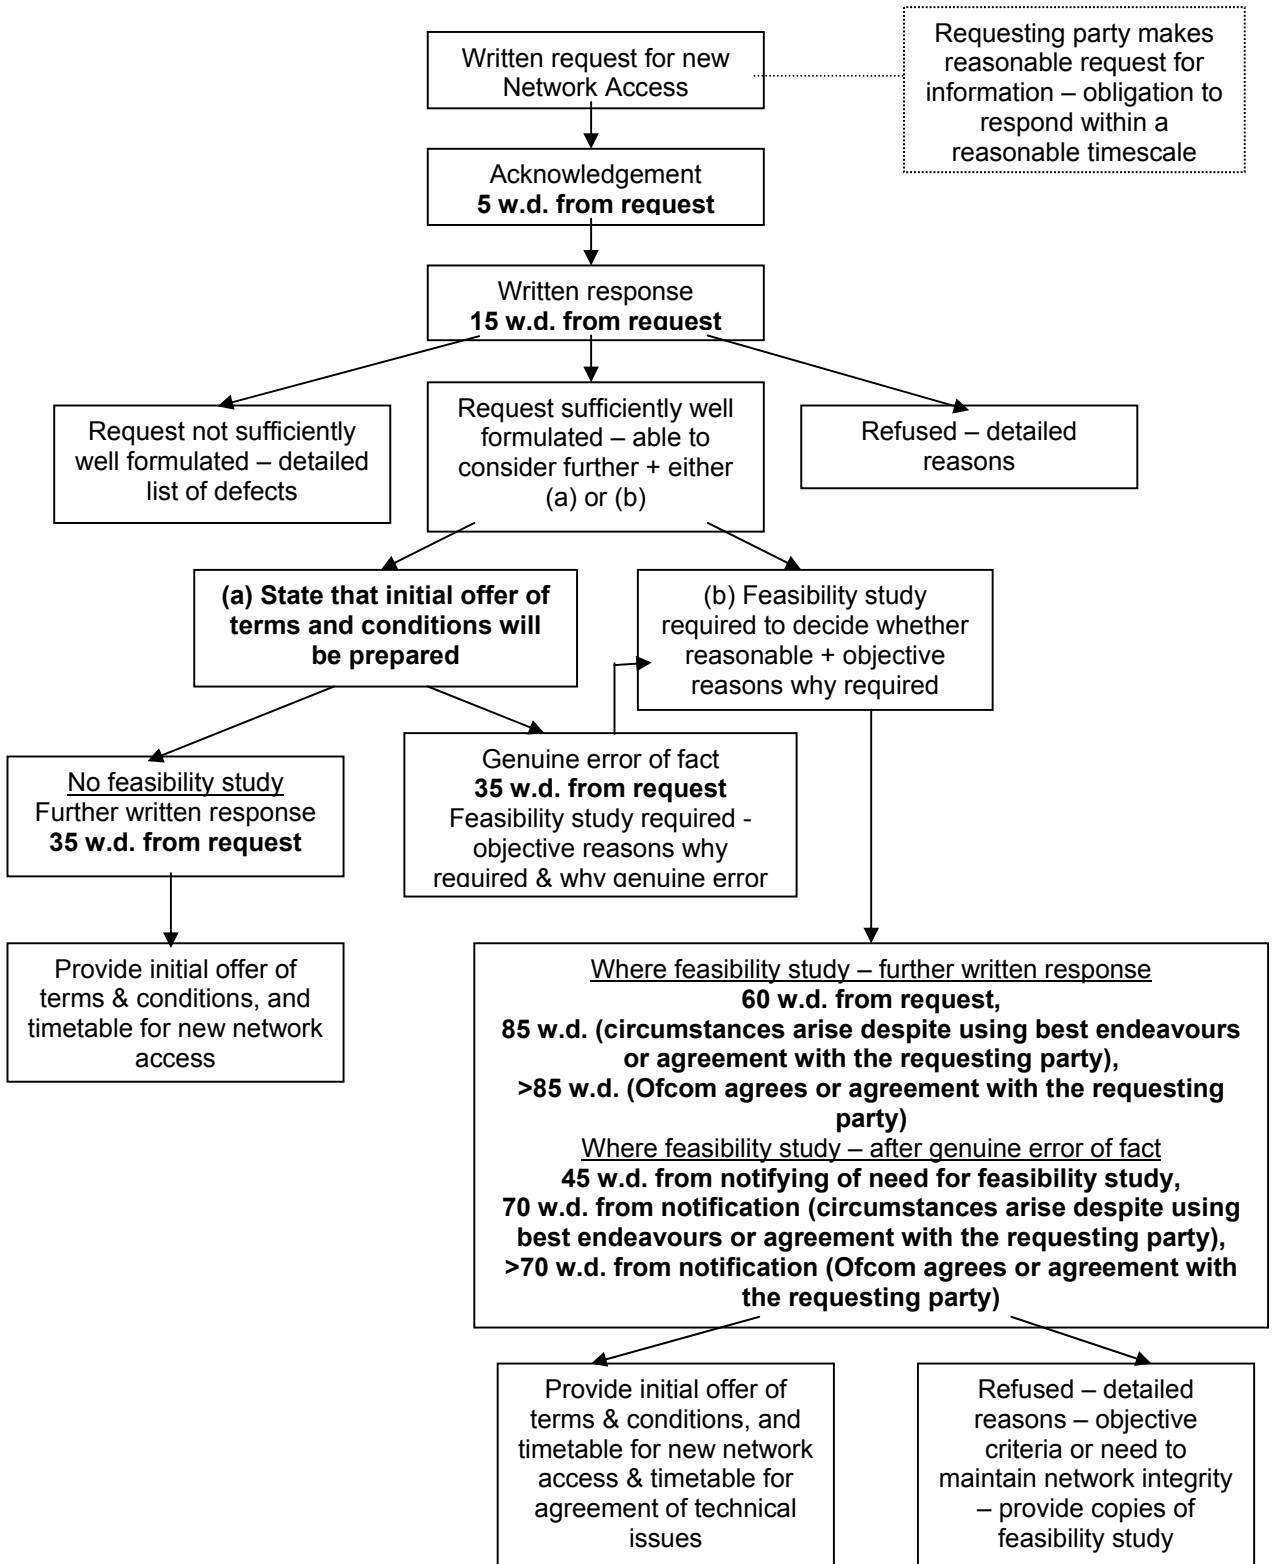 Written request for new
Network Access
Requesting party makes
reasonable request for
information – obligation to
respond within a
reasonable timescale
Acknowledgement
5 w.d. from request
Written response
15 w.d. from request
Request not sufficiently
well formulated – detailed
list of defects
Request sufficiently well
formulated – able to
consider further + either
(a) or (b)
Refused – detailed
reasons
(a) State that initial offer of
terms and conditions will
be prepared
(b) Feasibility study
required to decide whether
reasonable + objective
reasons why required
No feasibility study
Further written response
35 w.d. from request
Genuine error of fact
35 w.d. from request
Feasibility study required -
objective reasons why
required & why genuine error
Provide initial offer of
terms & conditions, and
timetable for new network
access
Where feasibility study – further written response
60 w.d. from request,
85 w.d. (circumstances arise despite using best endeavours
or agreement with the requesting party),
>85 w.d. (Ofcom agrees or agreement with the requesting
party)
Where feasibility study – after genuine error of fact
45 w.d. from notifying of need for feasibility study,
70 w.d. from notification (circumstances arise despite using
best endeavours or agreement with the requesting party),
>70 w.d. from notification (Ofcom agrees or agreement with
the requesting party)
Provide initial offer of
terms & conditions, and
timetable for new network
access & timetable for
agreement of technical
issues
Refused – detailed
reasons – objective
criteria or need to
maintain network integrity
– provide copies of
feasibility study